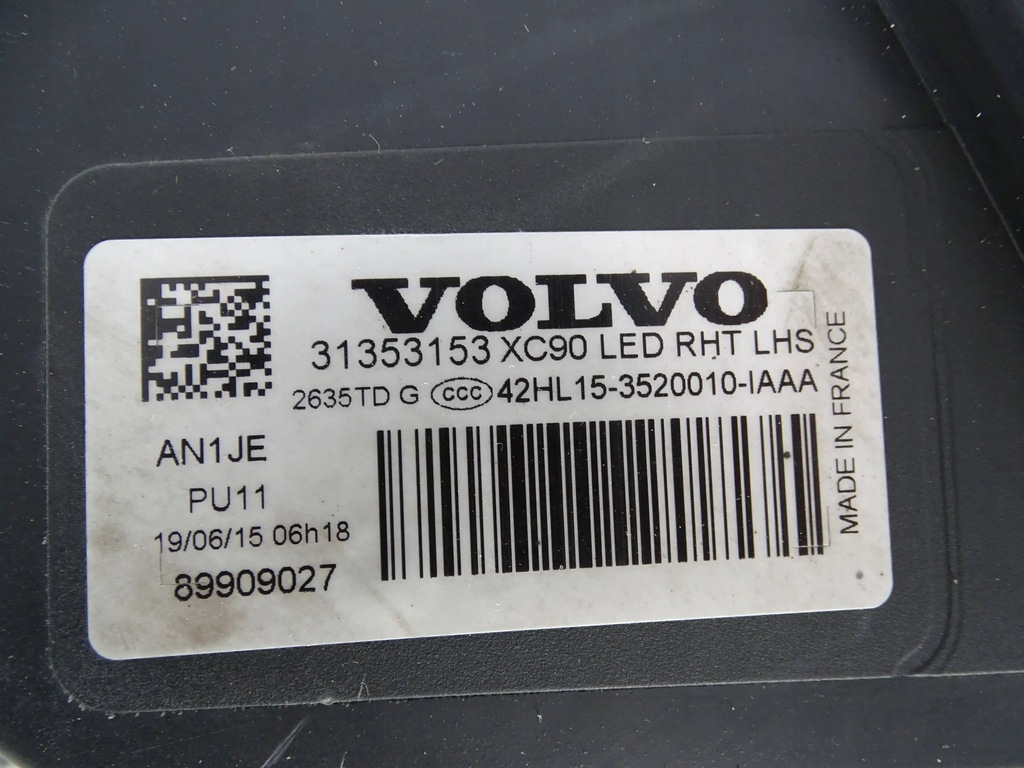 VOLVO
31353153 XC90 LED RHT LHS
2635TD G CCC 42HL15-3520010-IAAA
AN1JE
PU11
19/06/15 06h18
89909027
MADE IN FRANCE